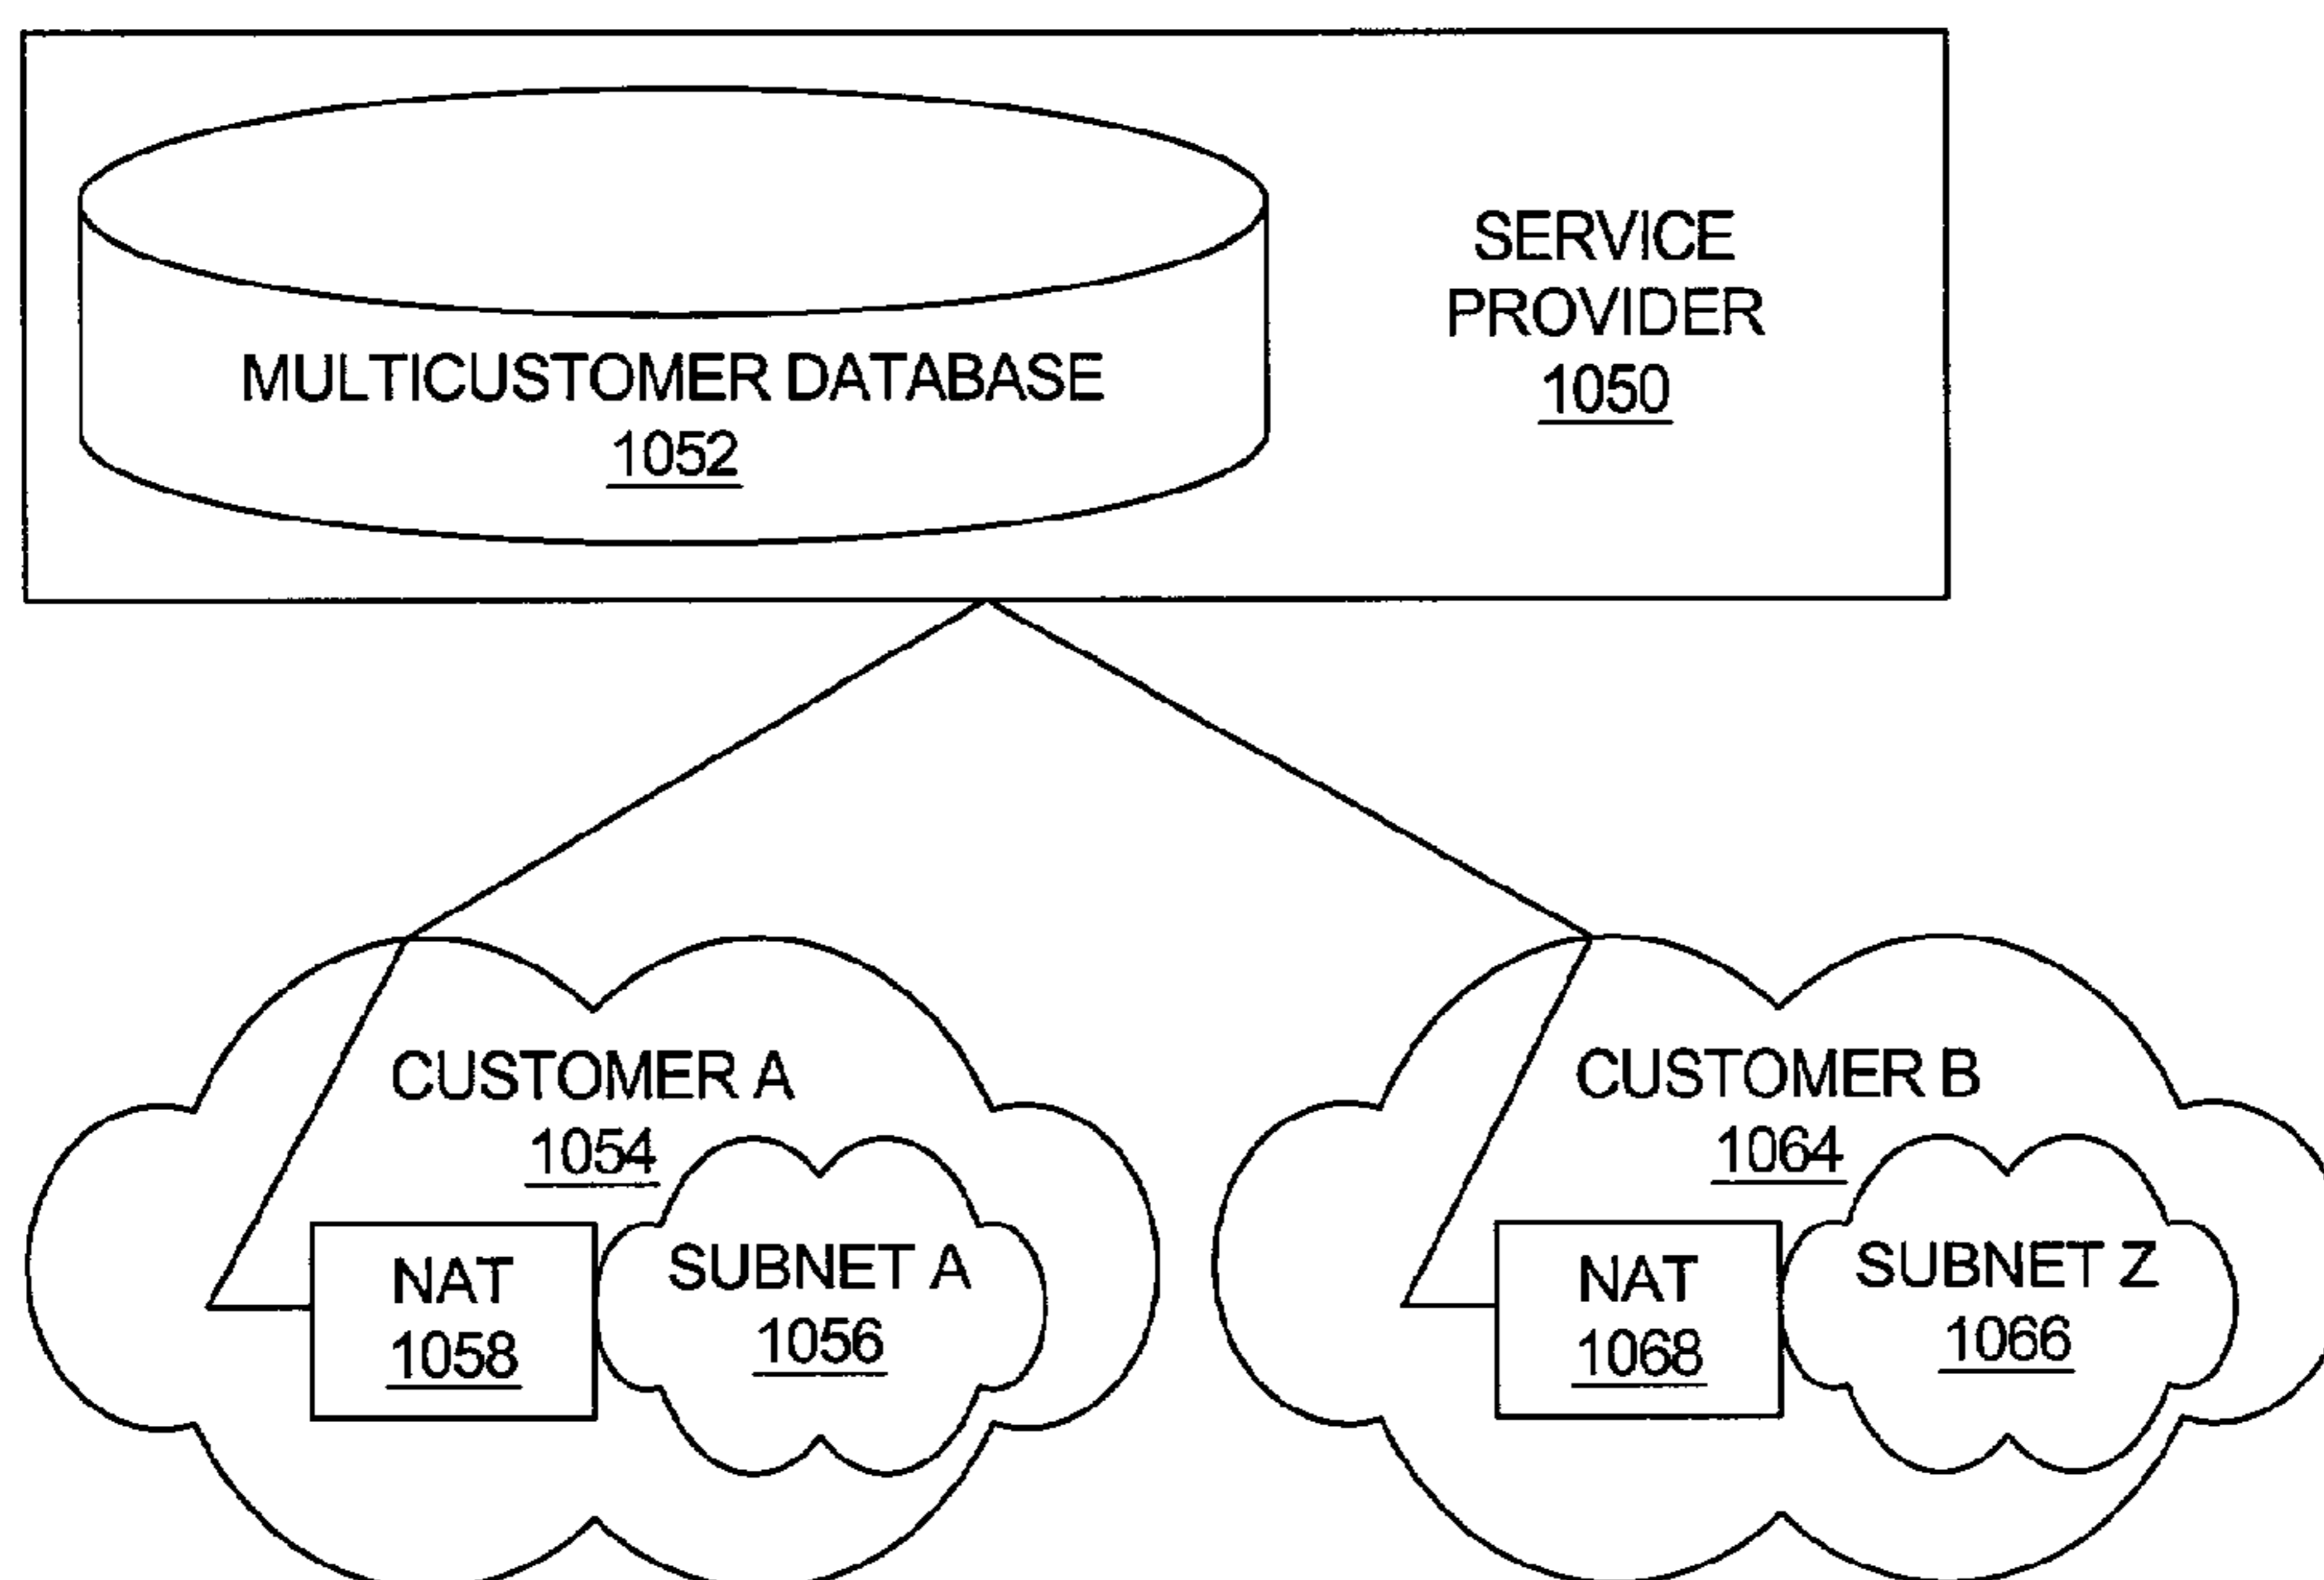 SERVICE
PROVIDER
1050
MULTICUSTOMER DATABASE
1052
CUSTOMER A
1054
NAT
1058
SUBNET A
1056
CUSTOMER B
1064
NAT
1068
SUBNET Z
1066